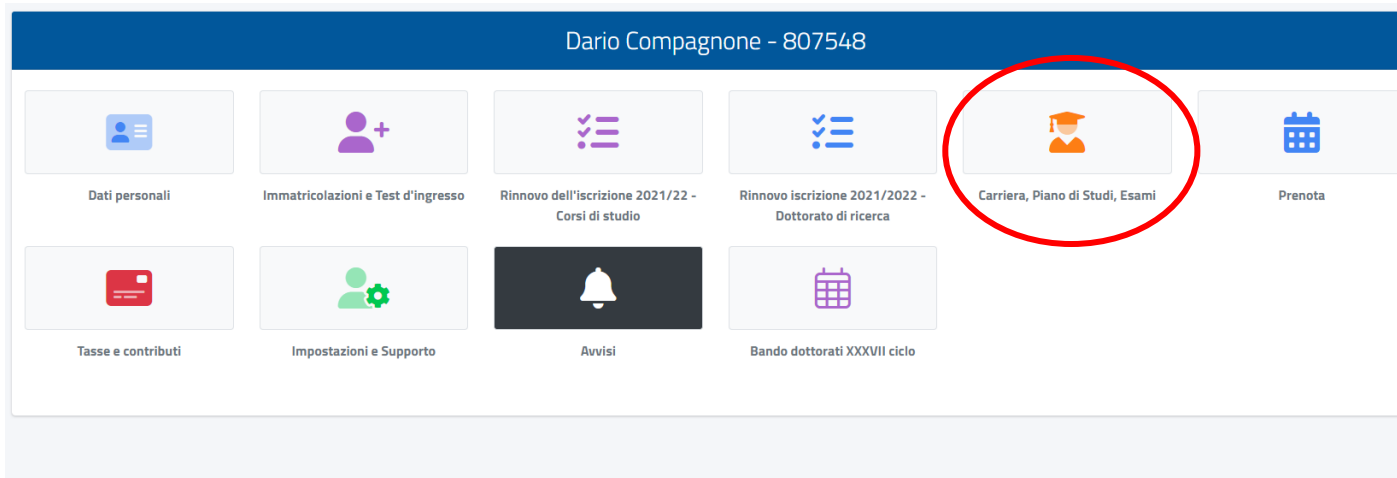 Dario Compagnone - 807548
Dati personali
Immatricolazioni e Test d'ingresso
Rinnovo dell'iscrizione 2021/22 -
Corsi di studio
Rinnovo iscrizione 2021/2022 -
Dottorato di ricerca
Carriera, Piano di Studi, Esami
Prenota
Tasse e contributi
Impostazioni e Supporto
Avvisi
Bando dottorati XXXVII ciclo